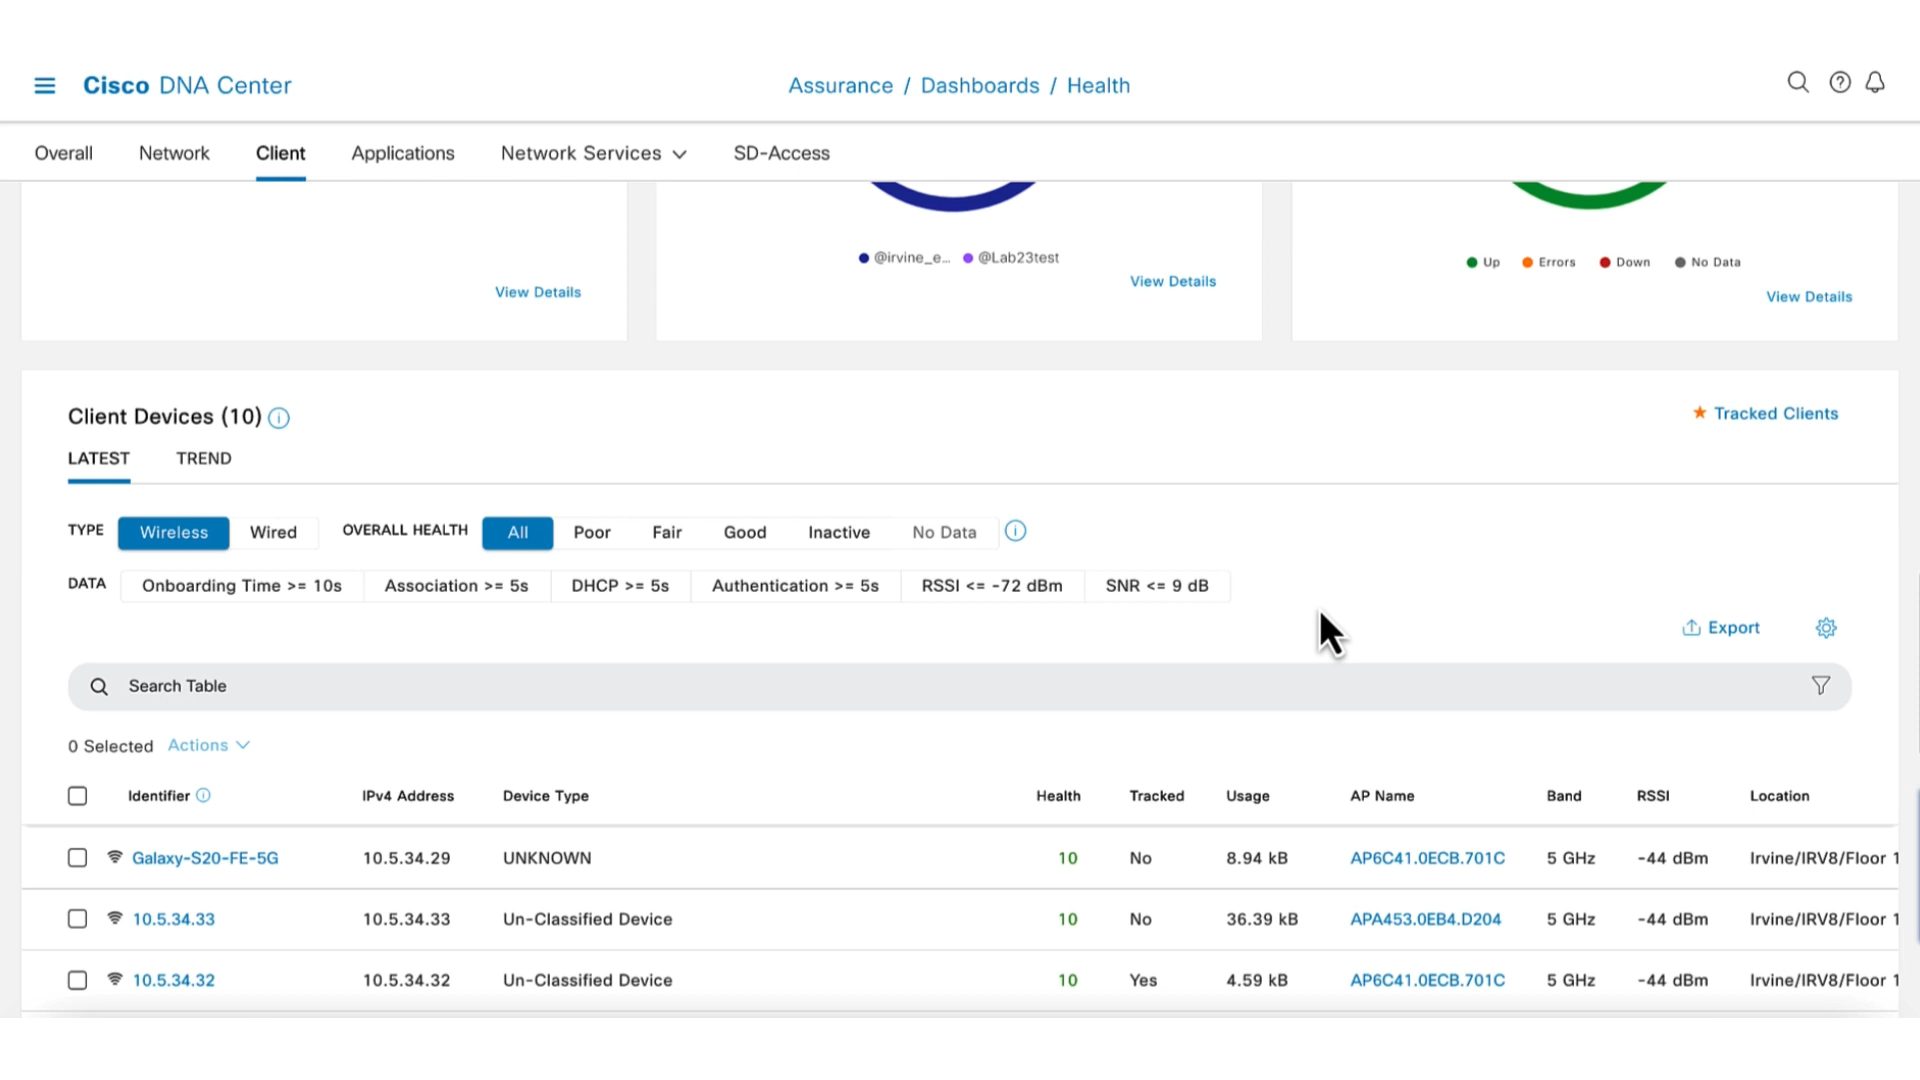 Cisco DNA Center
Assurance / Dashboards / Health
Overall Network Client Applications Network Services SD-Access
@irvine_e... @Lab23test
Up Errors Down No Data
View Details
View Details
View Details
Client Devices (10)
Tracked Clients
LATEST TREND
TYPE Wireless Wired OVERALL HEALTH All Poor Fair Good Inactive No Data
DATA Onboarding Time >= 10s Association >= 5s DHCP >= 5s Authentication >= 5s RSSI <= -72 dBm SNR <= 9 dB
Export
Search Table
0 Selected Actions
Identifier IPv4 Address Device Type Health Tracked Usage AP Name Band RSSI Location
Galaxy-S20-FE-5G 10.5.34.29 UNKNOWN 10 No 8.94 kB AP6C41.0ECB.701C 5 GHz -44 dBm Irvine/IRV8/Floor 1
10.5.34.33 10.5.34.33 Un-Classified Device 10 No 36.39 kB APA453.0EB4.D204 5 GHz -44 dBm Irvine/IRV8/Floor 1
10.5.34.32 10.5.34.32 Un-Classified Device 10 Yes 4.59 kB AP6C41.0ECB.701C 5 GHz -44 dBm Irvine/IRV8/Floor 1